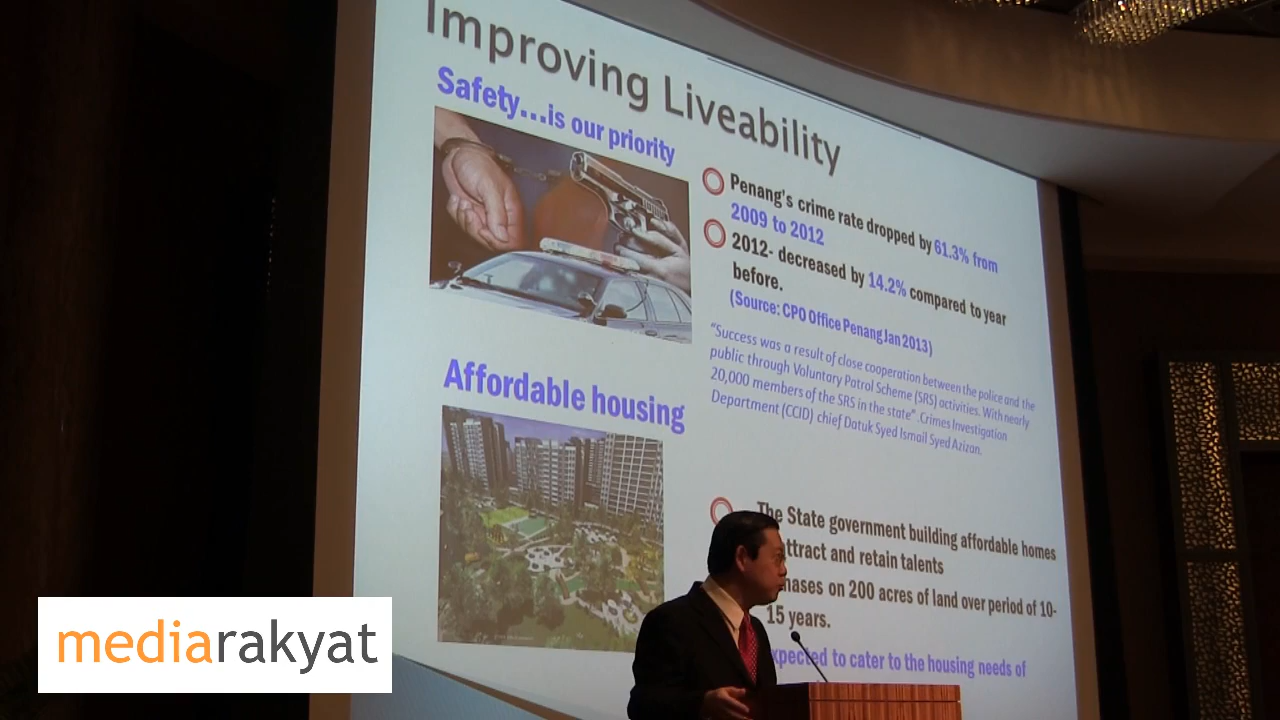 Improving Liveability
Safety...is our priority
Penang's crime rate dropped by 61.3% from
2009 to 2012
2012- decreased by 14.2% compared to year
before.
(Source: CPO Office Penang Jan 2013)
"Success was a result of close cooperation between the police and the
public through Voluntary Patrol Scheme (SRS) activities. With nearly
20,000 members of the SRS in the state" .Crimes Investigation
Department (CCID) chief Datuk Syed Ismail Syed Azizan.
Affordable housing
The State government building affordable homes
attract and retain talents
on 200 acres of land over period of 10-
15 years.
to cater to the housing needs of
mediarakyat